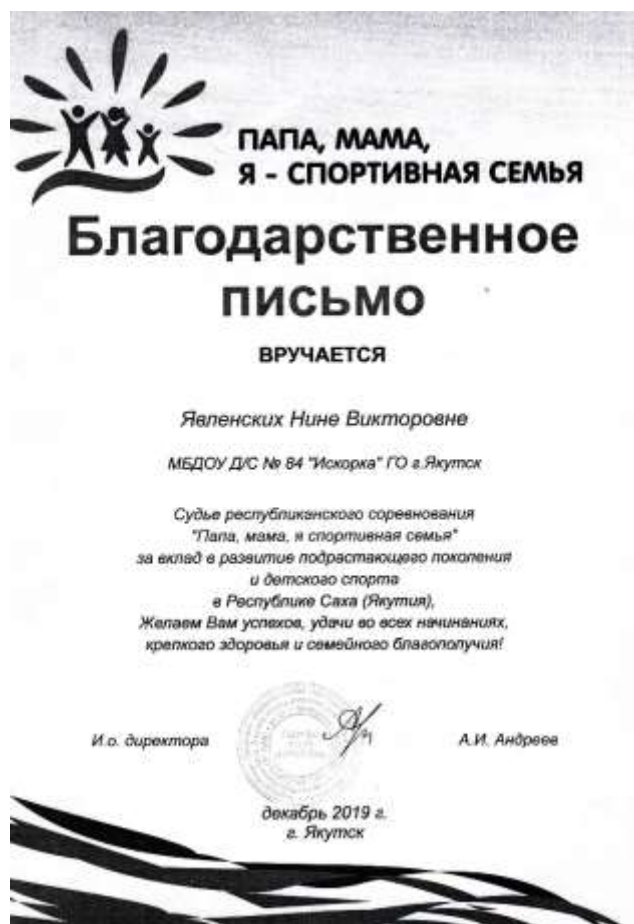 ПАПА, МАМА,
Я - СПОРТИВНАЯ СЕМЬЯ
Благодарственное
письмо
ВРУЧАЕТСЯ
Явленских Нине Викторовне
МБДОУ Д/С № 84 "Искорка" ГО г.Якутск
Судье республиканского соревнования
"Папа, мама, я спортивная семья"
за вклад в развитие подрастающего поколения
и детского спорта
в Республике Саха (Якутия),
Желаем Вам успехов, удачи во всех начинаниях,
крепкого здоровья и семейного благополучия!
И.о. директора
А.И. Андреев
декабрь 2019 г.
г. Якутск